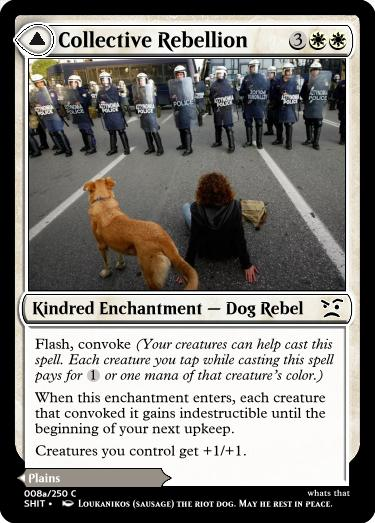 Collective Rebellion 3
POLICE
Kindred Enchantment — Dog Rebel
Flash, convoke (Your creatures can help cast this
spell. Each creature you tap while casting this spell
pays for 1 or one mana of that creature's color.)
When this enchantment enters, each creature
that convoked it gains indestructible until the
beginning of your next upkeep.
Creatures you control get +1/+1.
Plains
008a/250 C whats that
SHIT • LOUKANIKOS (SAUSAGE) THE RIOT DOG. MAY HE REST IN PEACE.